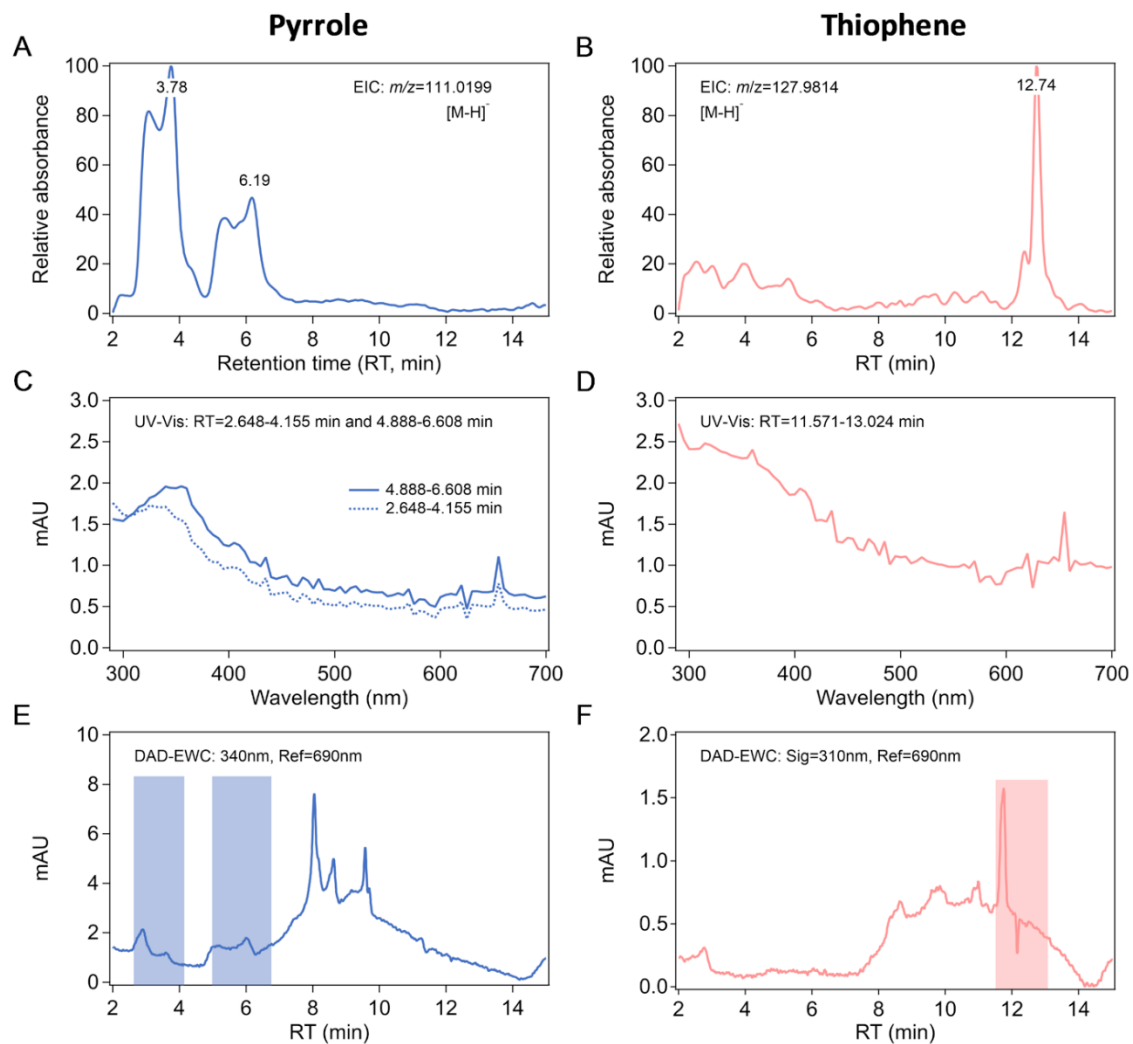 Pyrrole
Thiophene
A
100
80
60
40
20
0
Relative absorbance
3.78
6.19
EIC: m/z=111.0199
[M-H]-
2 4 6 8 10 12 14
Retention time (RT, min)
B
100
80
60
40
20
0
Relative absorbance
EIC: m/z=127.9814
[M-H]-
12.74
2 4 6 8 10 12 14
RT (min)
C
3.0
2.5
2.0
1.5
1.0
0.5
0.0
mAU
UV-Vis: RT=2.648-4.155 min and 4.888-6.608 min
4.888-6.608 min
2.648-4.155 min
300 400 500 600 700
Wavelength (nm)
D
3.0
2.5
2.0
1.5
1.0
0.5
0.0
mAU
UV-Vis: RT=11.571-13.024 min
300 400 500 600 700
Wavelength (nm)
E
10
8
6
4
2
0
mAU
DAD-EWC: 340nm, Ref=690nm
2 4 6 8 10 12 14
RT (min)
F
2.0
1.5
1.0
0.5
0.0
mAU
DAD-EWC: Sig=310nm, Ref=690nm
2 4 6 8 10 12 14
RT (min)